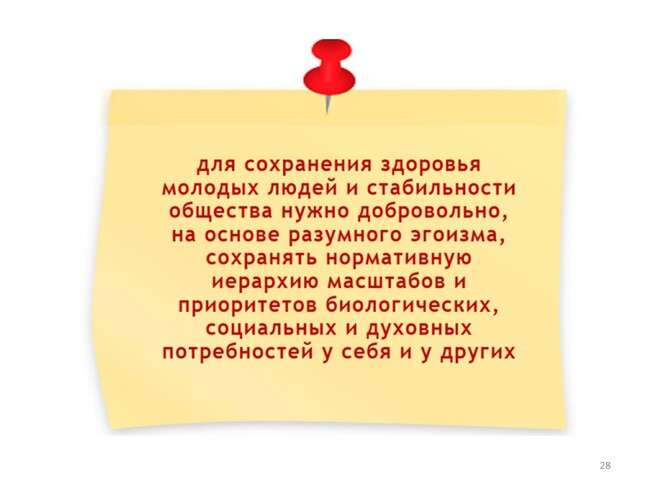 для сохранения здоровья
молодых людей и стабильности
общества нужно добровольно,
на основе разумного эгоизма,
сохранять нормативную
иерархию масштабов и
приоритетов биологических,
социальных и духовных
потребностей у себя и у других
28